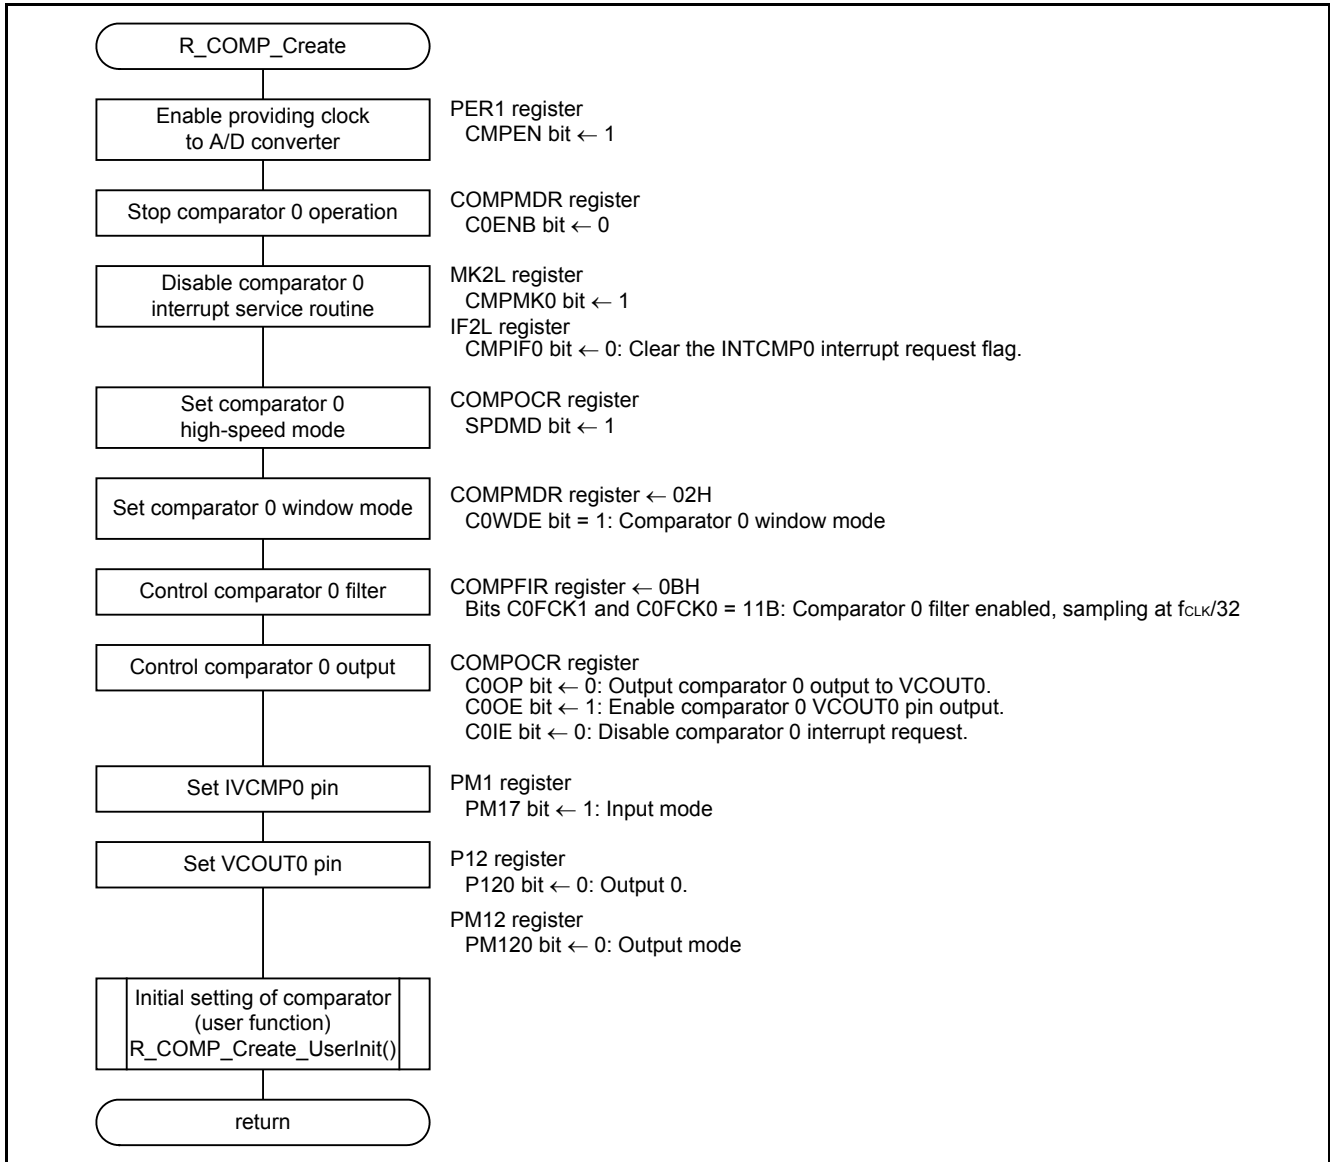 R_COMP_Create
Enable providing clock
to A/D converter
PER1 register
CMPEN bit ← 1
Stop comparator 0 operation
COMPMDR register
C0ENB bit ← 0
Disable comparator 0
interrupt service routine
MK2L register
CMPMK0 bit ← 1
IF2L register
CMPIF0 bit ← 0: Clear the INTCMP0 interrupt request flag.
Set comparator 0
high-speed mode
COMPOCR register
SPDMD bit ← 1
Set comparator 0 window mode
COMPMDR register ← 02H
C0WDE bit = 1: Comparator 0 window mode
Control comparator 0 filter
COMPFIR register ← 0BH
Bits C0FCK1 and C0FCK0 = 11B: Comparator 0 filter enabled, sampling at fCLK/32
Control comparator 0 output
COMPOCR register
C0OP bit ← 0: Output comparator 0 output to VCOUT0.
C0OE bit ← 1: Enable comparator 0 VCOUT0 pin output.
C0IE bit ← 0: Disable comparator 0 interrupt request.
Set IVCMP0 pin
PM1 register
PM17 bit ← 1: Input mode
Set VCOUT0 pin
P12 register
P120 bit ← 0: Output 0.
PM12 register
PM120 bit ← 0: Output mode
Initial setting of comparator
(user function)
R_COMP_Create_UserInit()
return